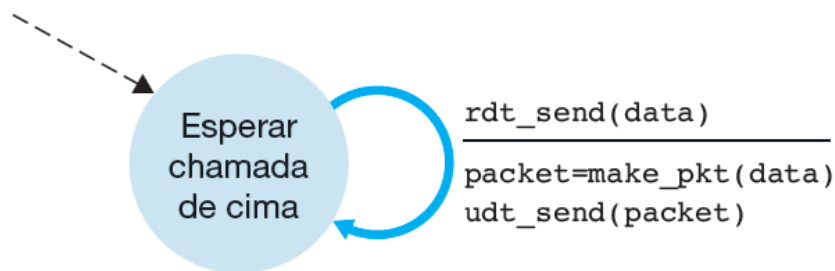 Esperar
chamada
de cima
rdt_send(data)
packet=make_pkt(data)
udt_send(packet)